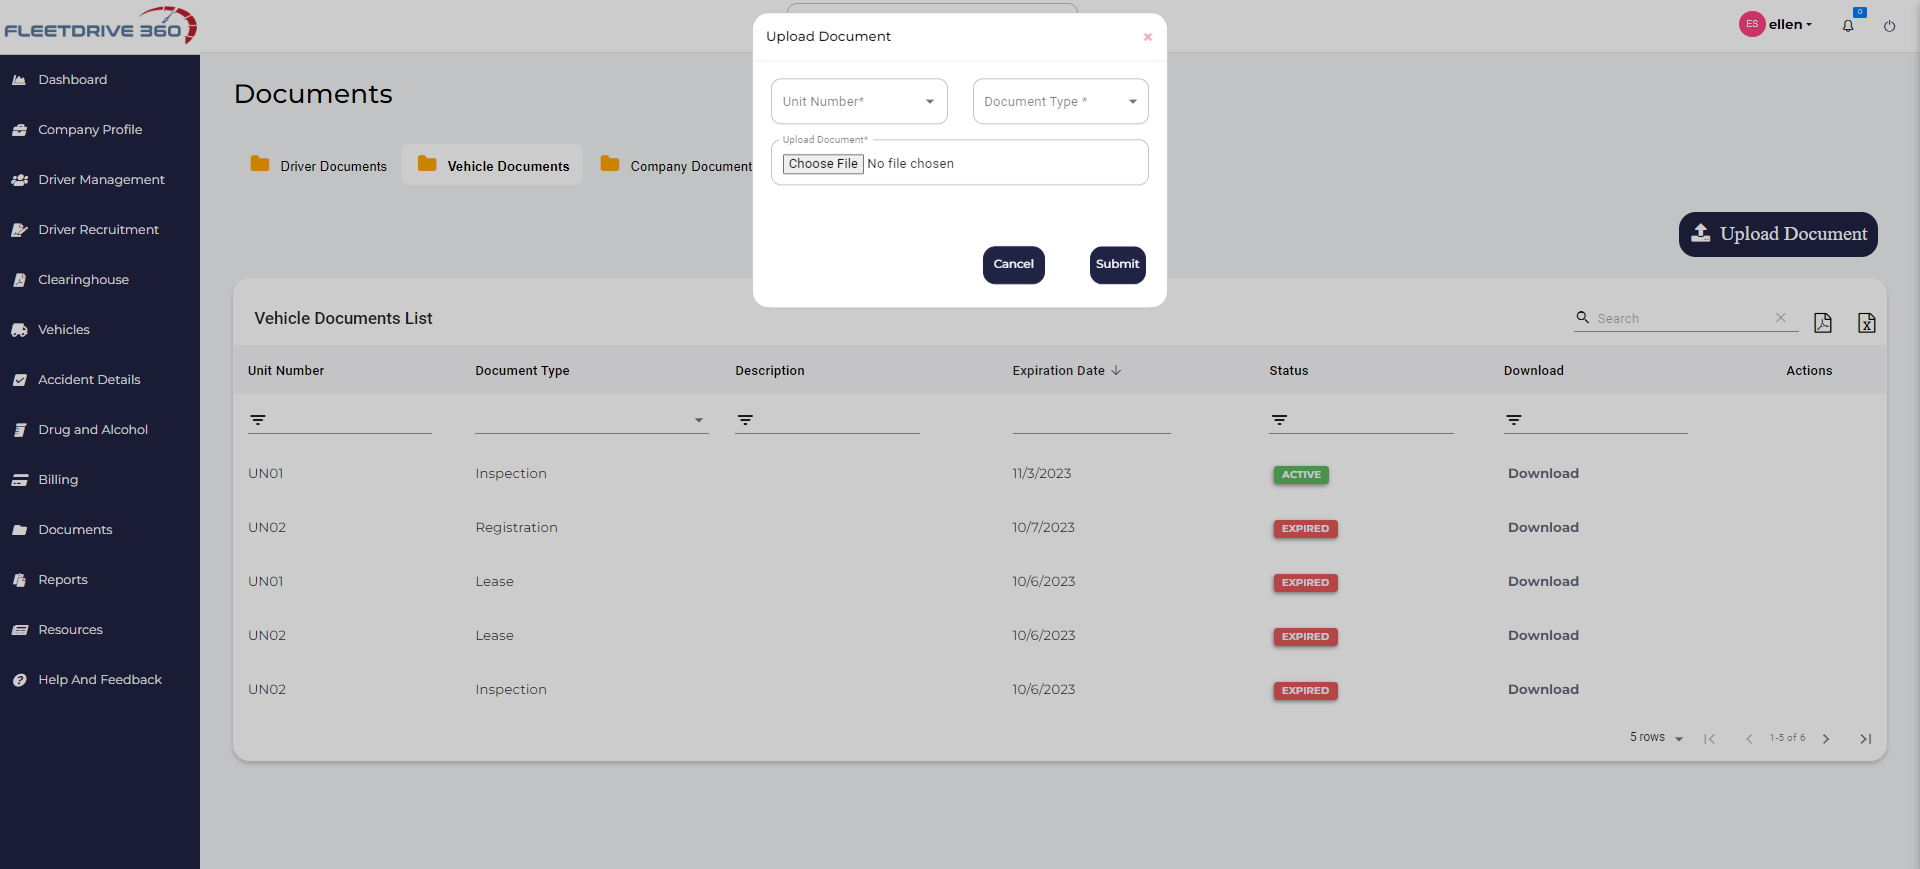 FLEETDRIVE 360
ES ellen
0
Dashboard
Company Profile
Driver Management
Driver Recruitment
Clearinghouse
Vehicles
Accident Details
Drug and Alcohol
Billing
Documents
Reports
Resources
Help And Feedback
Documents
Driver Documents
Vehicle Documents
Company Document
Upload Document
Upload Document
×
Unit Number*
Document Type *
Upload Document*
Choose File No file chosen
Cancel
Submit
Vehicle Documents List
Search
Unit Number Document Type Description Expiration Date Status Download Actions
UN01 Inspection 11/3/2023 ACTIVE Download
UN02 Registration 10/7/2023 EXPIRED Download
UN01 Lease 10/6/2023 EXPIRED Download
UN02 Lease 10/6/2023 EXPIRED Download
UN02 Inspection 10/6/2023 EXPIRED Download
5 rows 1-5 of 6